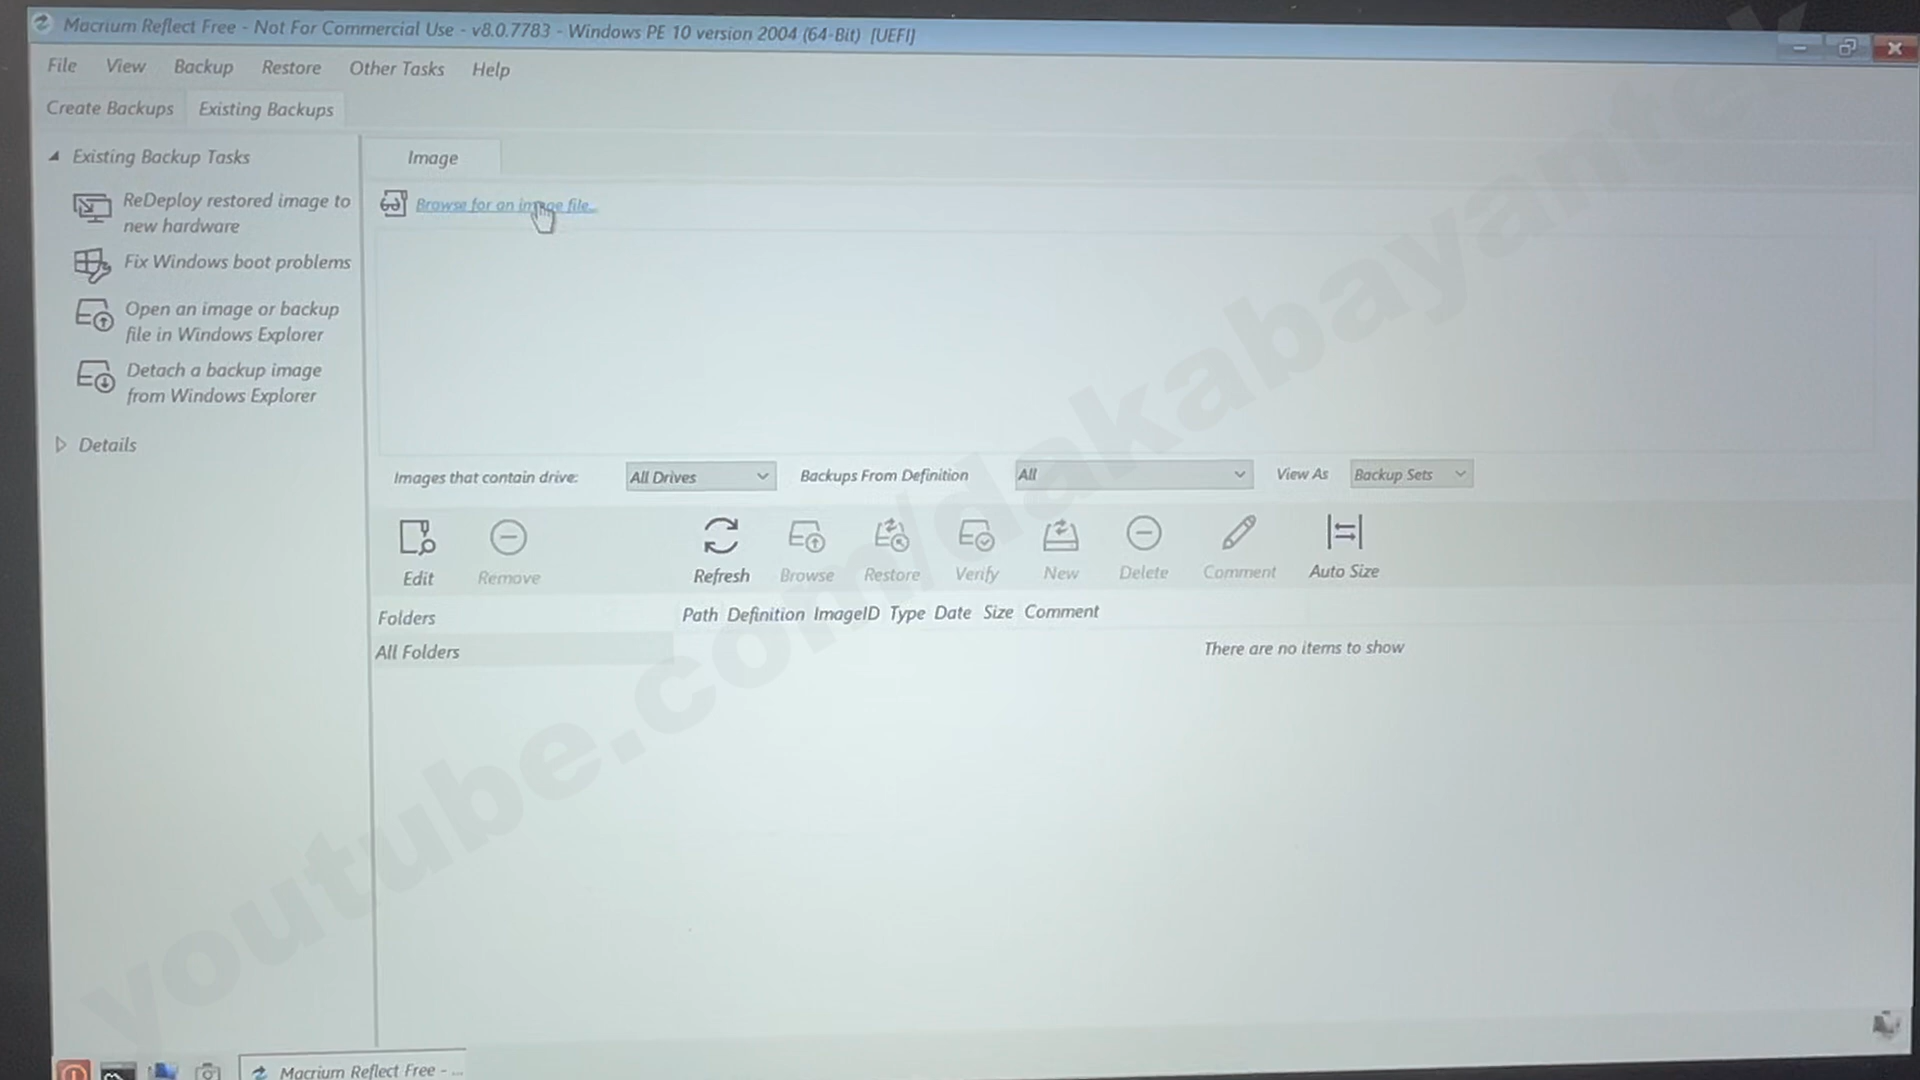 Macrium Reflect Free - Not For Commercial Use - v8.0.7783 - Windows PE 10 version 2004 (64-Bit) [UEFI]
File View Backup Restore Other Tasks Help
Create Backups Existing Backups
Existing Backup Tasks
ReDeploy restored image to
new hardware
Fix Windows boot problems
Open an image or backup
file in Windows Explorer
Detach a backup image
from Windows Explorer
Details
Image
Browse for an image file...
Images that contain drive: All Drives Backups From Definition All View As Backup Sets
Edit Remove Refresh Browse Restore Verify New Delete Comment Auto Size
Folders Path Definition ImageID Type Date Size Comment
All Folders There are no items to show
youtube.com/dakabayantek
Macrium Reflect Free - ...